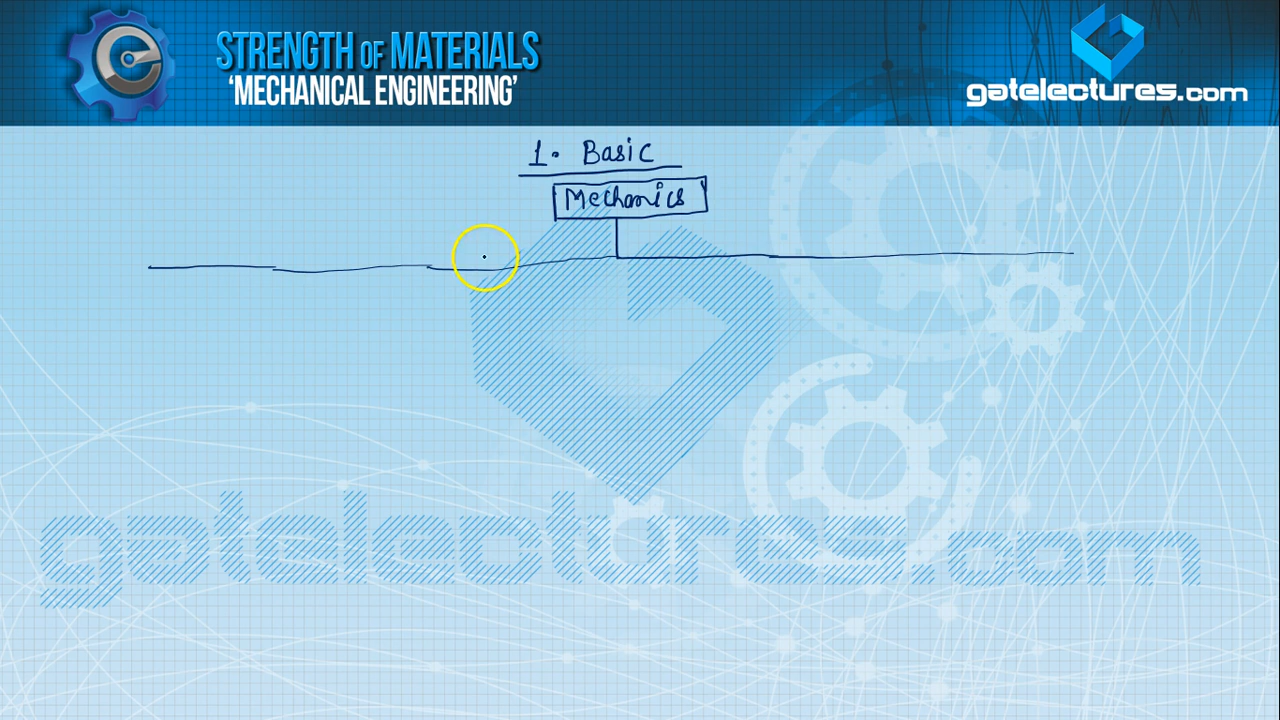 STRENGTH OF MATERIALS
'MECHANICAL ENGINEERING'
gatelectures.com
1. Basic
Mechanics
gatelectures.com